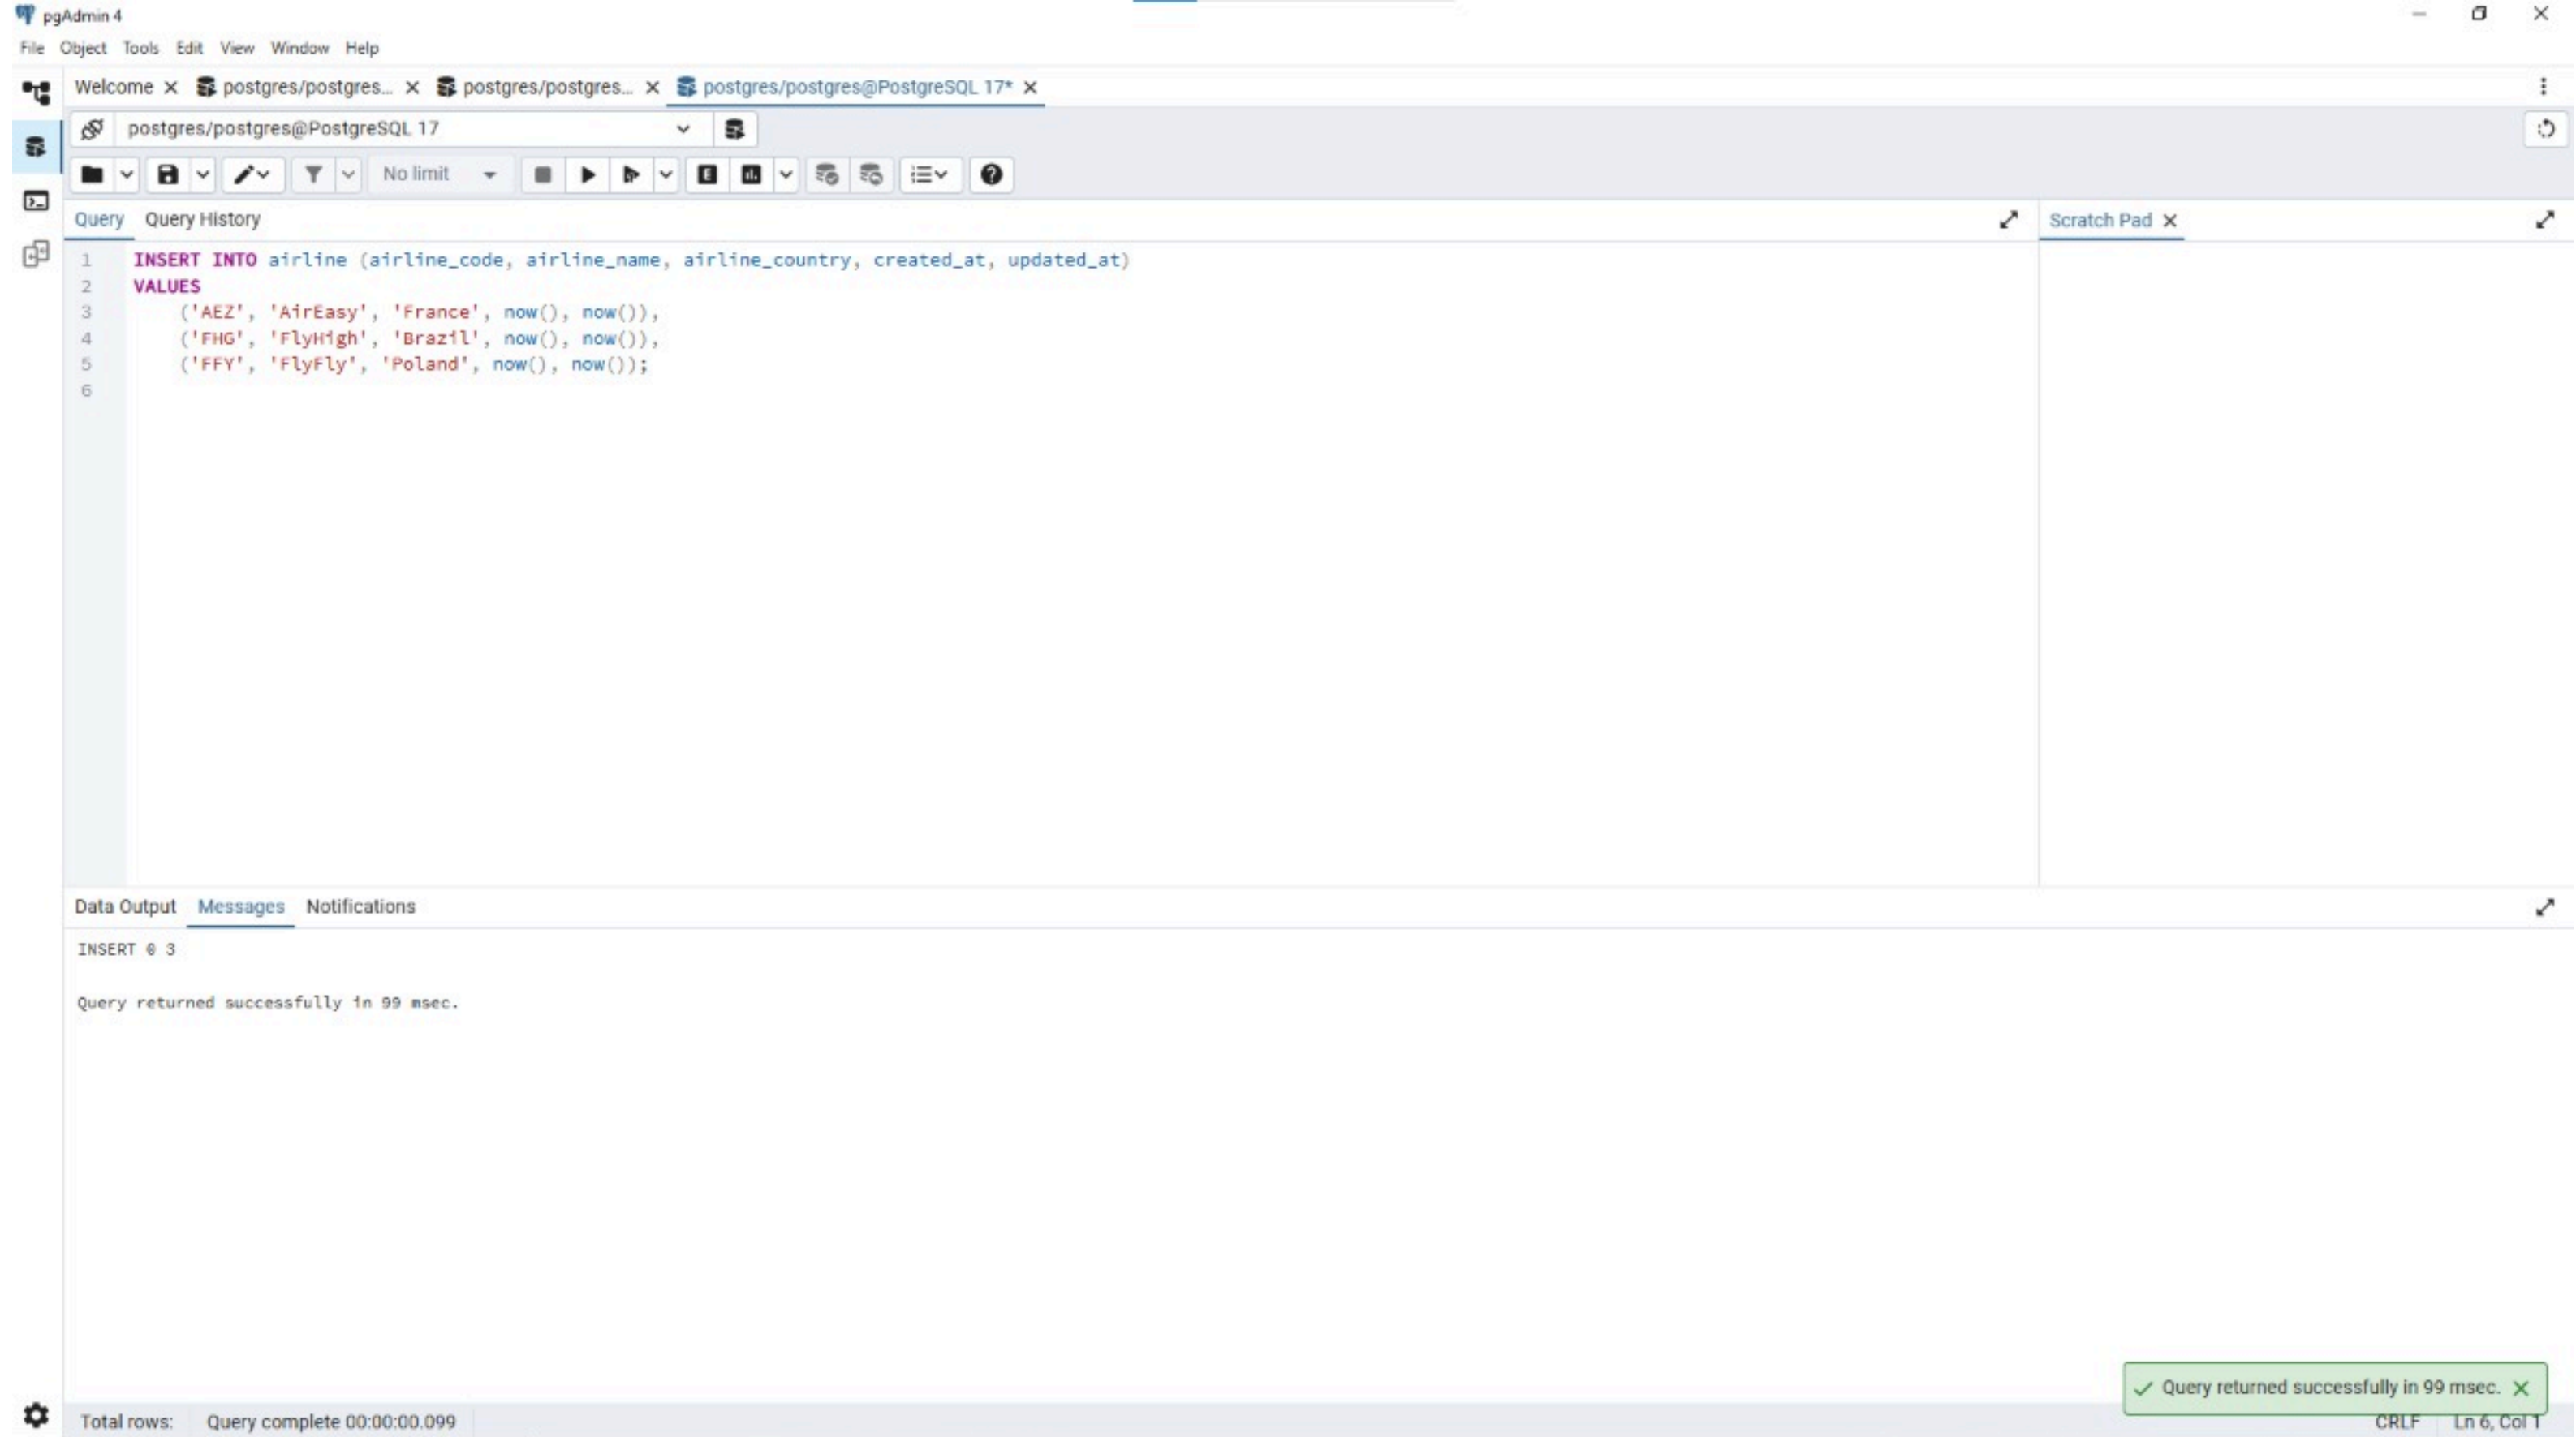 pgAdmin 4
File Object Tools Edit View Window Help
Welcome postgres/postgres... postgres/postgres... postgres/postgres@PostgreSQL 17*
postgres/postgres@PostgreSQL 17
No limit
Query Query History Scratch Pad
1 INSERT INTO airline (airline_code, airline_name, airline_country, created_at, updated_at)
2 VALUES
3 ('AEZ', 'AirEasy', 'France', now(), now()),
4 ('FHG', 'FlyHigh', 'Brazil', now(), now()),
5 ('FFY', 'FlyFly', 'Poland', now(), now());
6
Data Output Messages Notifications
INSERT 0 3
Query returned successfully in 99 msec.
Query returned successfully in 99 msec.
Total rows: Query complete 00:00:00.099 CRLF Ln 6, Col 1